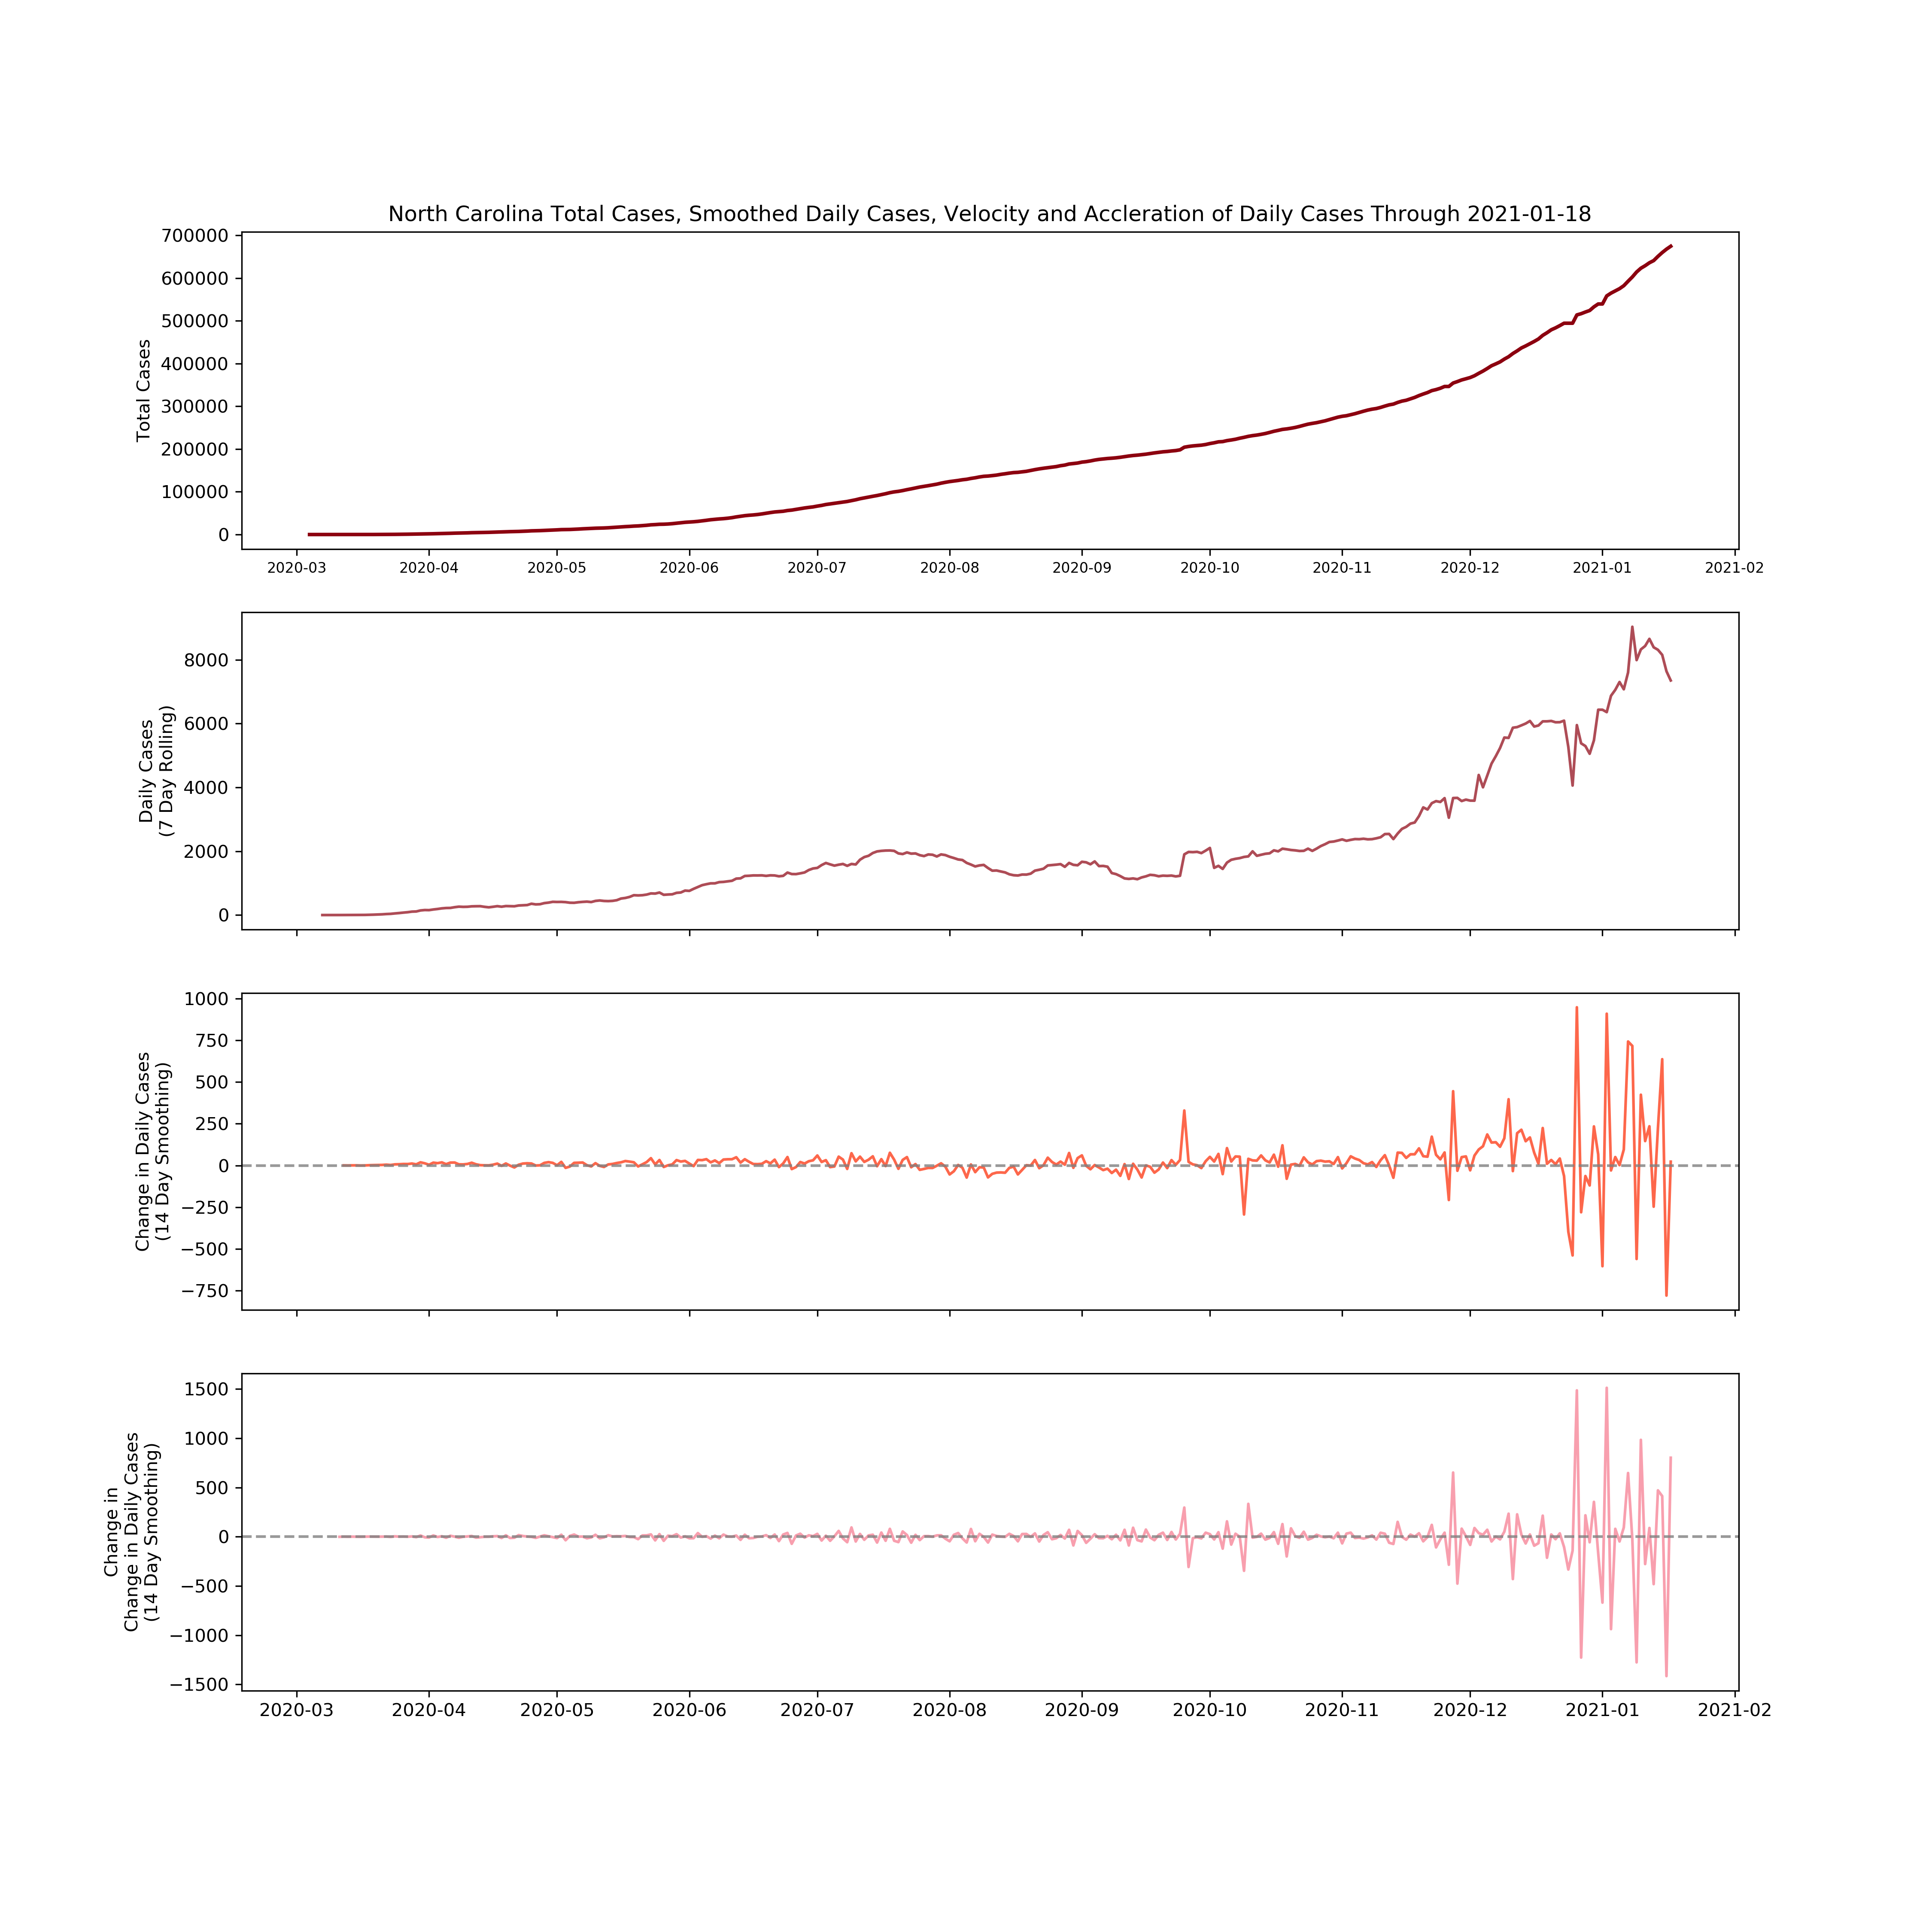 North Carolina Total Cases, Smoothed Daily Cases, Velocity and Accleration of Daily Cases Through 2021-01-18
700000
600000
500000
400000
300000
200000
100000
0
Total Cases
2020-03 2020-04 2020-05 2020-06 2020-07 2020-08 2020-09 2020-10 2020-11 2020-12 2021-01 2021-02
8000
6000
4000
2000
0
Daily Cases
(7 Day Rolling)
1000
750
500
250
0
−250
−500
−750
Change in Daily Cases
(14 Day Smoothing)
1500
1000
500
0
−500
−1000
−1500
Change in
Change in Daily Cases
(14 Day Smoothing)
2020-03 2020-04 2020-05 2020-06 2020-07 2020-08 2020-09 2020-10 2020-11 2020-12 2021-01 2021-02